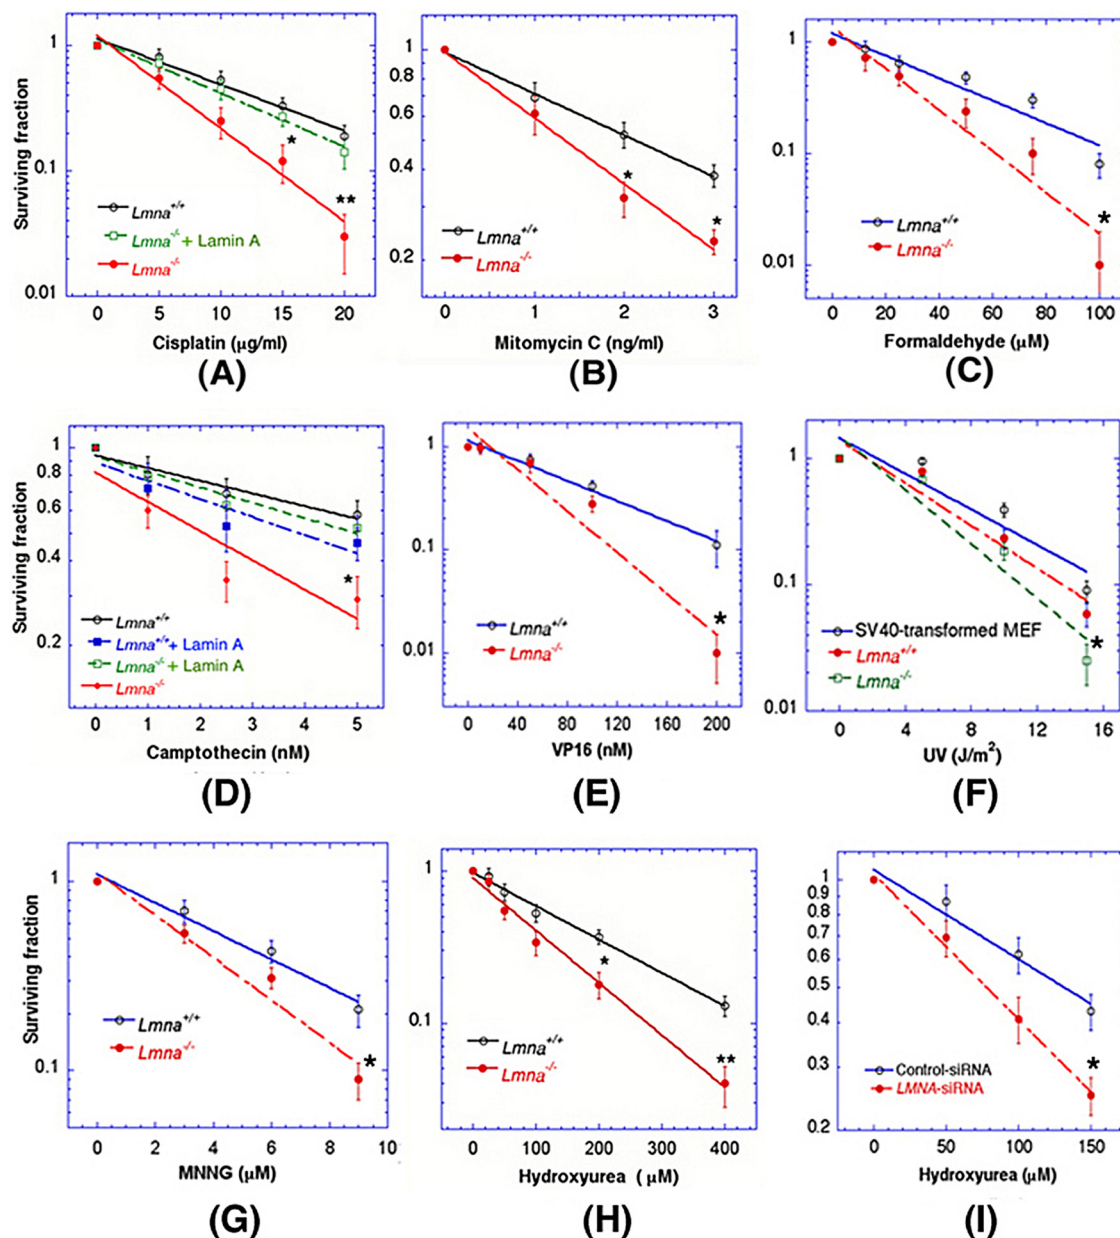 Surviving fraction
1
0.1
0.01
*
**
Lmna+/+
Lmna-/- + Lamin A
Lmna-/-
0 5 10 15 20
Cisplatin (µg/ml)
(A)
1
0.8
0.6
0.4
0.2
*
*
Lmna+/+
Lmna-/-
0 1 2 3
Mitomycin C (ng/ml)
(B)
1
0.1
0.01
*
Lmna+/+
Lmna-/-
0 20 40 60 80 100
Formaldehyde (µM)
(C)
Surviving fraction
1
0.8
0.6
0.4
0.2
*
Lmna+/+
Lmna+/+ + Lamin A
Lmna-/- + Lamin A
Lmna-/-
0 1 2 3 4 5
Camptothecin (nM)
(D)
1
0.1
0.01
*
Lmna+/+
Lmna-/-
0 40 80 120 160 200
VP16 (nM)
(E)
1
0.1
0.01
*
SV40-transformed MEF
Lmna+/+
Lmna-/-
0 4 8 12 16
UV (J/m2)
(F)
Surviving fraction
1
0.1
*
Lmna+/+
Lmna-/-
0 2 4 6 8 10
MNNG (µM)
(G)
1
0.1
*
**
Lmna+/+
Lmna-/-
0 100 200 300 400
Hydroxyurea ( µM)
(H)
1
0.9
0.8
0.7
0.6
0.5
0.4
0.3
0.2
*
Control-siRNA
LMNA-siRNA
0 50 100 150
Hydroxyurea (µM)
(I)